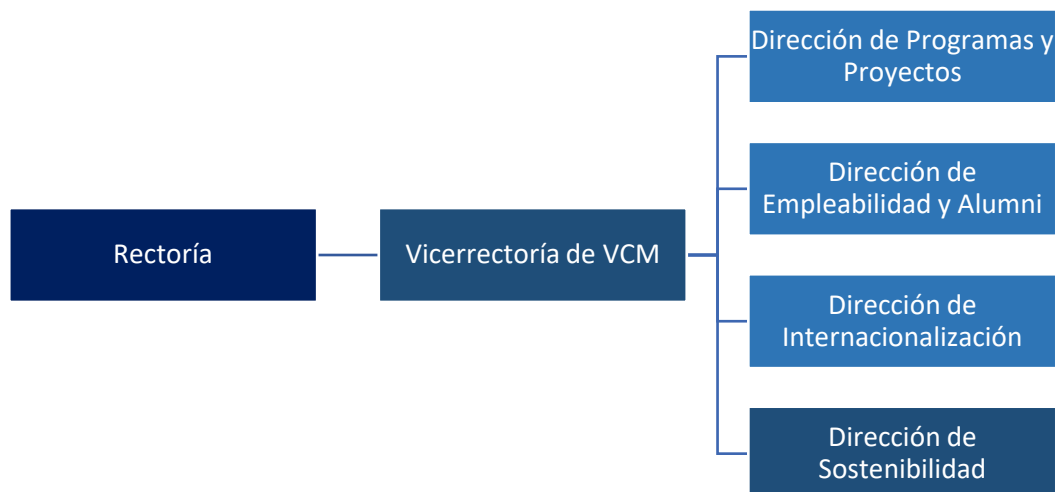 Rectoría
Vicerrectoría de VCM
Dirección de Programas y
Proyectos
Dirección de
Empleabilidad y Alumni
Dirección de
Internacionalización
Dirección de
Sostenibilidad